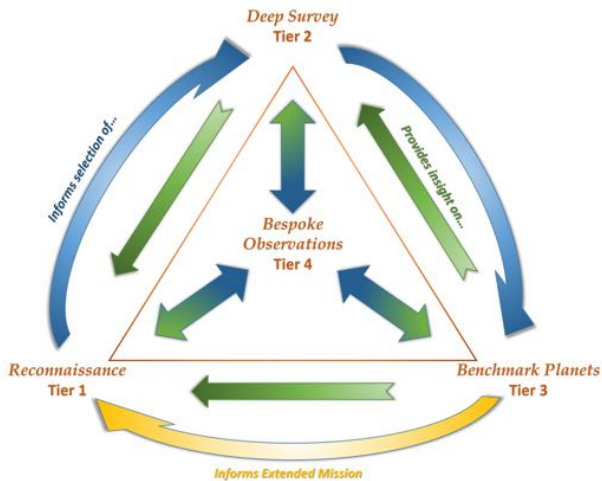 Deep Survey
Tier 2
Informs selection of...
Provides insight on...
Bespoke
Observations
Tier 4
Reconnaissance
Tier 1
Benchmark Planets
Tier 3
Informs Extended Mission